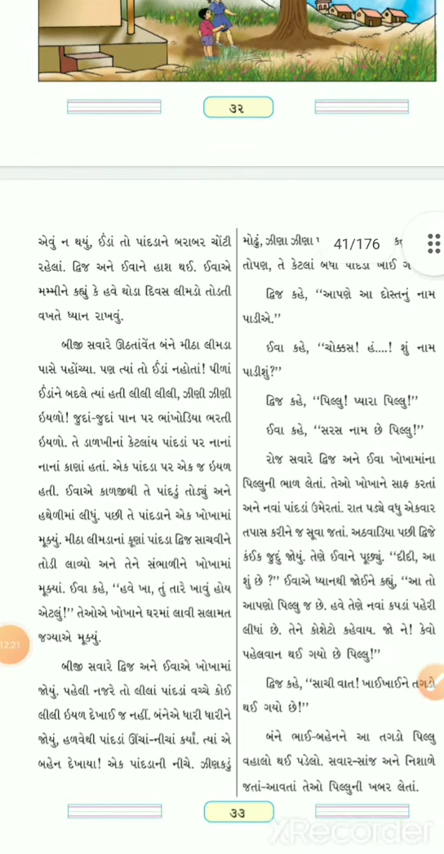 ૩૨
એવું ન થયું, ઈંડાં તો પાંદડાને બરાબર ચોંટી
રહેલાં. દ્વિજ અને ઈવાને હાશ થઈ. ઈવાએ
મમ્મીને કહ્યું કે હવે થોડા દિવસ લીમડો તોડતી
વખતે ધ્યાન રાખવું.
બીજી સવારે ઊઠતાંવેંત બંને મીઠા લીમડા
પાસે પહોંચ્યા. પણ ત્યાં તો ઈંડાં નહોતાં! પીળાં
ઈંડાંને બદલે ત્યાં હતી લીલી લીલી, ઝીણી ઝીણી
ઇયળો! જુદાં-જુદાં પાન પર ભાંખોડિયા ભરતી
ઇયળો. તે ડાળખીનાં કેટલાંય પાંદડાં પર નાનાં
નાનાં કાણાં હતાં. એક પાંદડા પર એક જ ઇયળ
હતી. ઈવાએ કાળજીથી તે પાંદડું તોડ્યું અને
હથેળીમાં લીધું. પછી તે પાંદડાને એક ખોખામાં
મૂક્યું. મીઠા લીમડાનાં કૂણાં પાંદડા દ્વિજ સાચવીને
તોડી લાવ્યો અને તેને સંભાળીને ખોખામાં
મૂક્યાં. ઈવા કહે, ‘‘હવે ખા, તું તારે ખાવું હોય
એટલું!’’ તેઓએ ખોખાને ઘરમાં લાવી સલામત
જગ્યાએ મૂક્યું.
બીજી સવારે દ્વિજ અને ઈવાએ ખોખામાં
જોયું. પહેલી નજરે તો લીલાં પાંદડાં વચ્ચે કોઈ
લીલી ઇયળ દેખાઈ જ નહીં. બંનેએ ધારી ધારીને
જોયું, હળવેથી પાંદડાં ઊંચાં-નીચાં કર્યાં. ત્યાં એ
બહેન દેખાયા! એક પાંદડાની નીચે. ઝીણકડું
મોઢું, ઝીણા ઝીણા
41/176
તોપણ, તે કેટલાં બધા પાંદડા ખાઈ
દ્વિજ કહે, ‘‘આપણે આ દોસ્તનું નામ
પાડીએ.’’
ઈવા કહે, ‘‘ચોક્કસ! હં....! શું નામ
પાડીશું?’’
દ્વિજ કહે, ‘‘પિલ્લુ! પ્યારા પિલ્લુ!’’
ઈવા કહે, ‘‘સરસ નામ છે પિલ્લુ!’’
રોજ સવારે દ્વિજ અને ઈવા ખોખામાંના
પિલ્લુની ભાળ લેતાં. તેઓ ખોખાને સાફ કરતાં
અને નવાં પાંદડાં ઉમેરતાં. રાત પડ્યે વધુ એકવાર
તપાસ કરીને જ સૂવા જતાં. અઠવાડિયા પછી દ્વિજે
કંઈક જુદું જોયું. તેણે ઈવાને પૂછ્યું. ‘‘દીદી, આ
શું છે ?’’ ઈવાએ ધ્યાનથી જોઈને કહ્યું, ‘‘આ તો
આપણો પિલ્લુ જ છે. હવે તેણે નવાં કપડાં પહેરી
લીધાં છે. તેને કોશેટો કહેવાય. જો ને! કેવો
પહેલવાન થઈ ગયો છે પિલ્લુ!’’
દ્વિજ કહે, ‘‘સાચી વાત! ખાઈખાઈને તગડો
થઈ ગયો છે!’’
બંને ભાઈ-બહેનને આ તગડો પિલ્લુ
વહાલો થઈ પડેલો. સવાર-સાંજ અને નિશાળે
જતાં-આવતાં તેઓ પિલ્લુની ખબર લેતાં.
12:21
૩૩
XRecorder